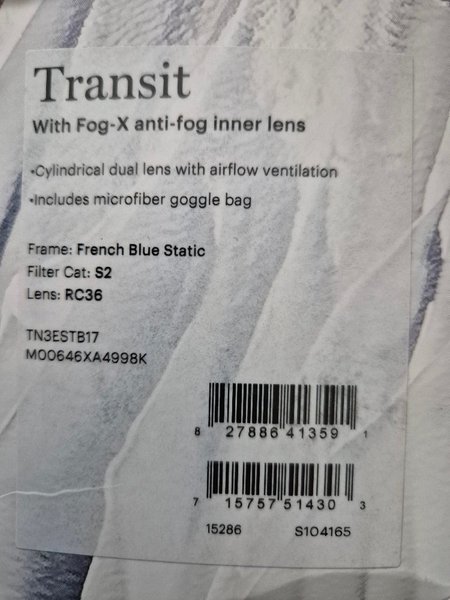 Transit
With Fog-X anti-fog inner lens
•Cylindrical dual lens with airflow ventilation
•Includes microfiber goggle bag
Frame: French Blue Static
Filter Cat: S2
Lens: RC36
TN3ESTB17
M00646XA4998K
8 27886 41359 1
7 15757 51430 3
15286 S104165